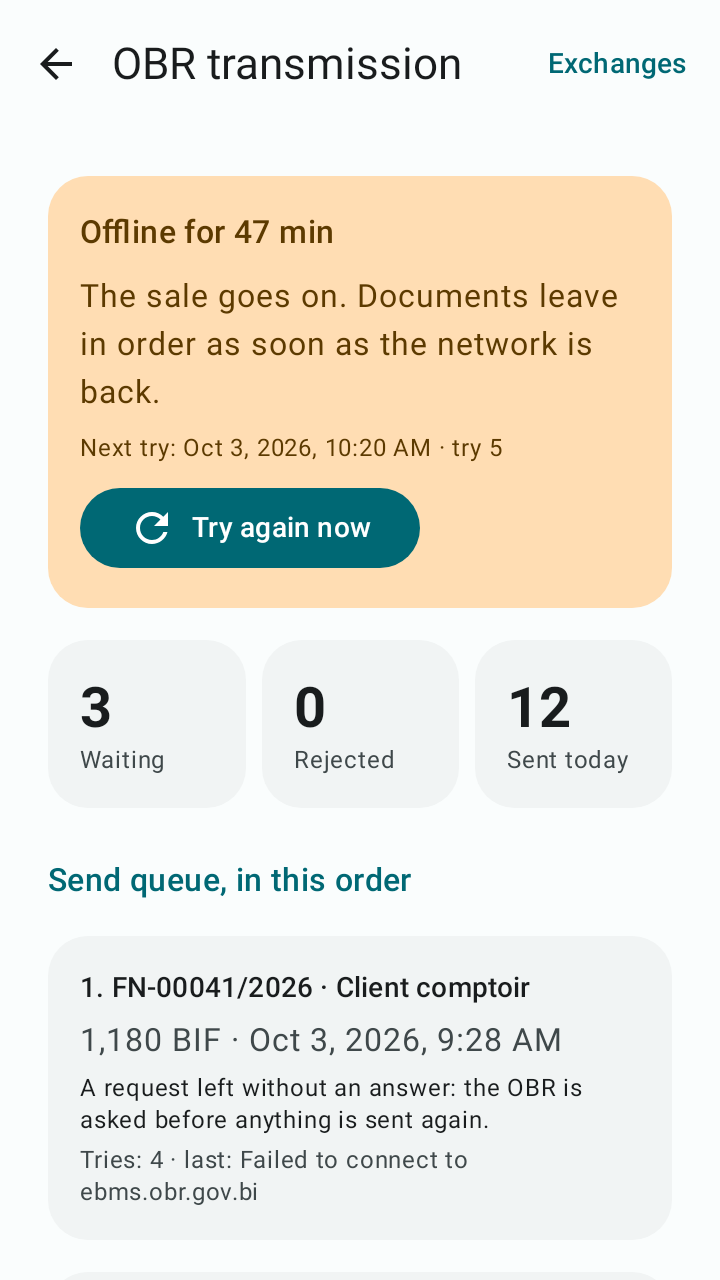 OBR transmission
Exchanges
Offline for 47 min
The sale goes on. Documents leave
in order as soon as the network is
back.
Next try: Oct 3, 2026, 10:20 AM · try 5
Try again now
3
Waiting
0
Rejected
12
Sent today
Send queue, in this order
1. FN-00041/2026 · Client comptoir
1,180 BIF · Oct 3, 2026, 9:28 AM
A request left without an answer: the OBR is
asked before anything is sent again.
Tries: 4 · last: Failed to connect to
ebms.obr.gov.bi